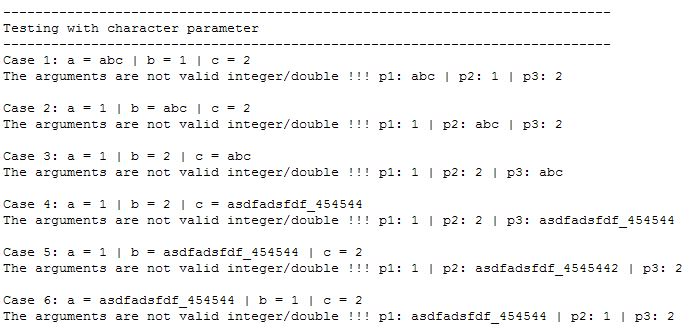 ----------------------------------------------------------------------------
Testing with character parameter
----------------------------------------------------------------------------
Case 1: a = abc | b = 1 | c = 2
The arguments are not valid integer/double !!! p1: abc | p2: 1 | p3: 2
Case 2: a = 1 | b = abc | c = 2
The arguments are not valid integer/double !!! p1: 1 | p2: abc | p3: 2
Case 3: a = 1 | b = 2 | c = abc
The arguments are not valid integer/double !!! p1: 1 | p2: 2 | p3: abc
Case 4: a = 1 | b = 2 | c = asdfadsfdf_454544
The arguments are not valid integer/double !!! p1: 1 | p2: 2 | p3: asdfadsfdf_454544
Case 5: a = 1 | b = asdfadsfdf_454544 | c = 2
The arguments are not valid integer/double !!! p1: 1 | p2: asdfadsfdf_4545442 | p3: 2
Case 6: a = asdfadsfdf_454544 | b = 1 | c = 2
The arguments are not valid integer/double !!! p1: asdfadsfdf_454544 | p2: 1 | p3: 2